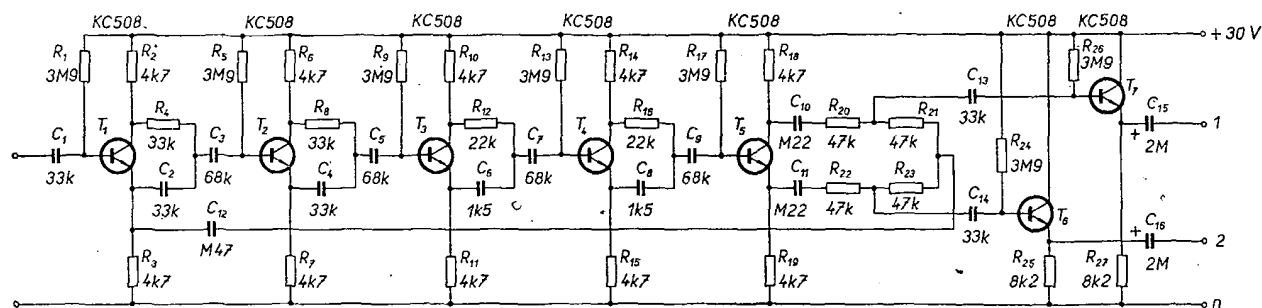 KC508 KC508 KC508 KC508 KC508 KC508 KC508
+30 V
R1 3M9
R2 4k7
R5 3M9
R6 4k7
R9 3M9
R10 4k7
R13 3M9
R14 4k7
R17 3M9
R18 4k7
R26 3M9
C13 33k
T7
C15 2M
+
1
R4 33k
R8 33k
R12 22k
R16 22k
C10 M22
R20 47k
R21 47k
C1 33k
T1
C3 68k
T2
C5 68k
T3
C7 68k
T4
C9 68k
T5
R24 3M9
C2 33k
C4 33k
C6 1k5
C8 1k5
C11 M22
R22 47k
R23 47k
C14 33k
T6
C12 M47
+
C16 2M
2
R3 4k7
R7 4k7
R11 4k7
R15 4k7
R19 4k7
R25 8k2
R27 8k2
0